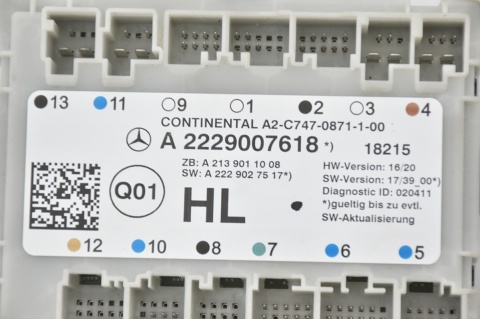 13 11 9 1 2 3 4
CONTINENTAL A2-C747-0871-1-00
A 2229007618 *) 18215
ZB: A 213 901 10 08
SW: A 222 902 75 17*)
HW-Version: 16/20
SW-Version: 17/39_00*)
Diagnostic ID: 020411
*)gueltig bis zu evtl.
SW-Aktualisierung
Q01
HL
12 10 8 7 6 5